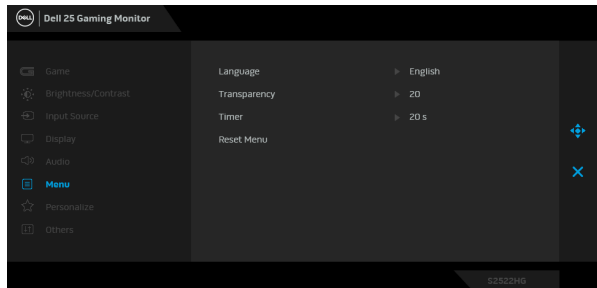 DELL Dell 25 Gaming Monitor
Game
Language English
Brightness/Contrast
Transparency 20
Input Source
Timer 20 s
Display
Reset Menu
Audio
Menu
Personalize
Others
S2522HG